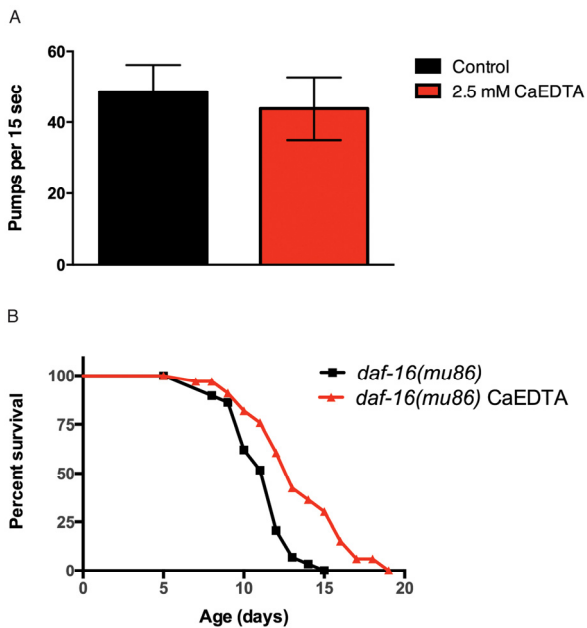 A
60
40
20
0
Pumps per 15 sec
Control
2.5 mM CaEDTA
B
100
75
50
25
0
Percent survival
daf-16(mu86)
daf-16(mu86) CaEDTA
0 5 10 15 20
Age (days)